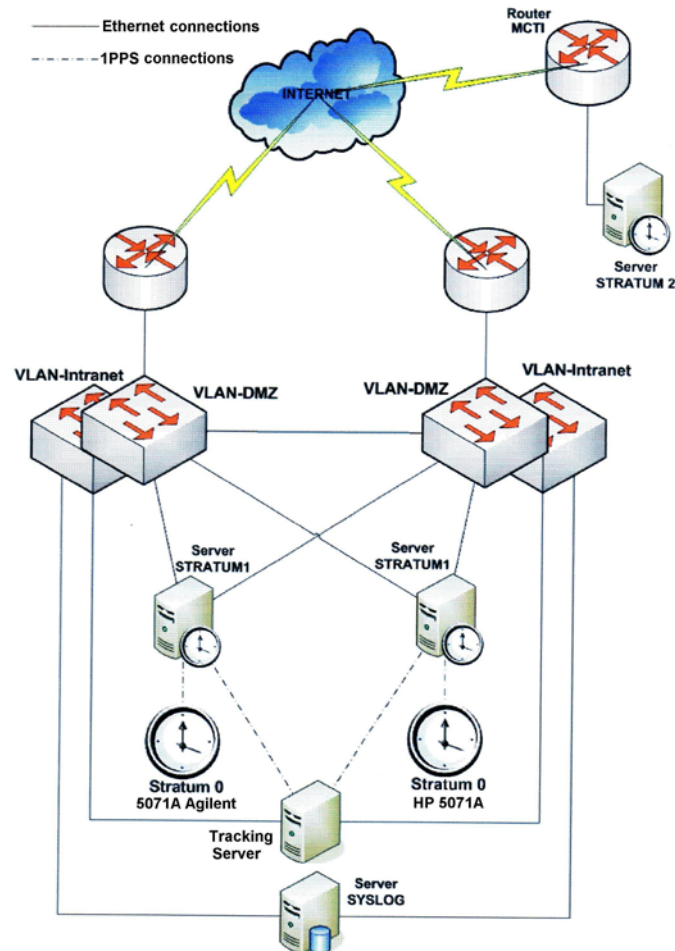 Ethernet connections
1PPS connections
Router
MCTI
INTERNET
Server
STRATUM 2
VLAN-Intranet
VLAN-DMZ
VLAN-DMZ
VLAN-Intranet
Server
STRATUM1
Server
STRATUM1
Stratum 0
5071A Agilent
Stratum 0
HP 5071A
Tracking
Server
Server
SYSLOG